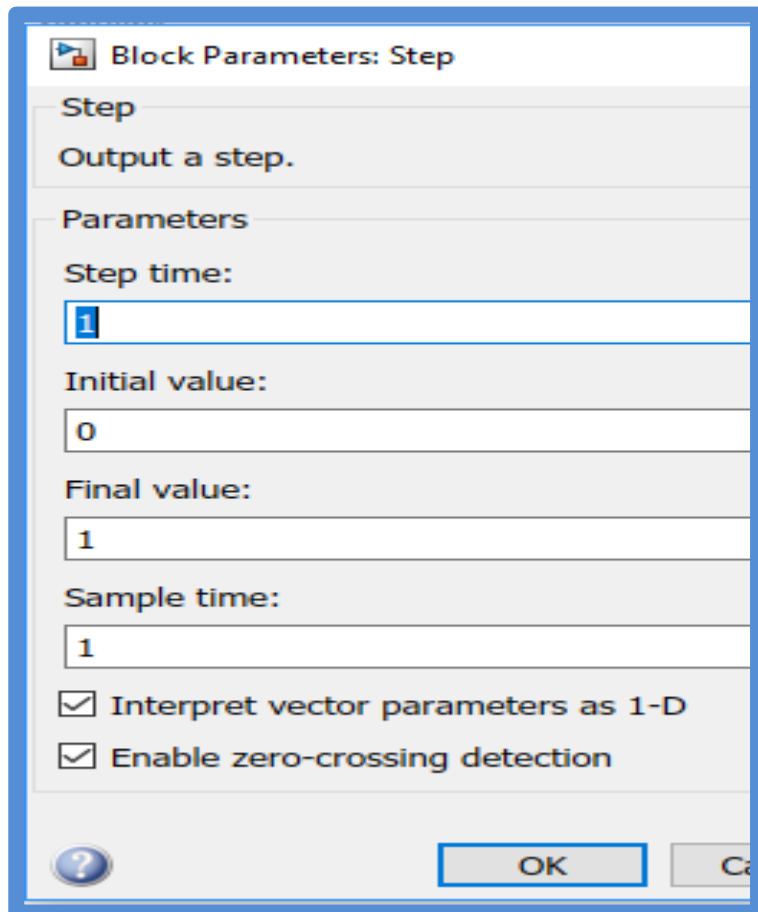 Block Parameters: Step
Step
Output a step.
Parameters
Step time:
1
Initial value:
0
Final value:
1
Sample time:
1
Interpret vector parameters as 1-D
Enable zero-crossing detection
?
OK
Ca